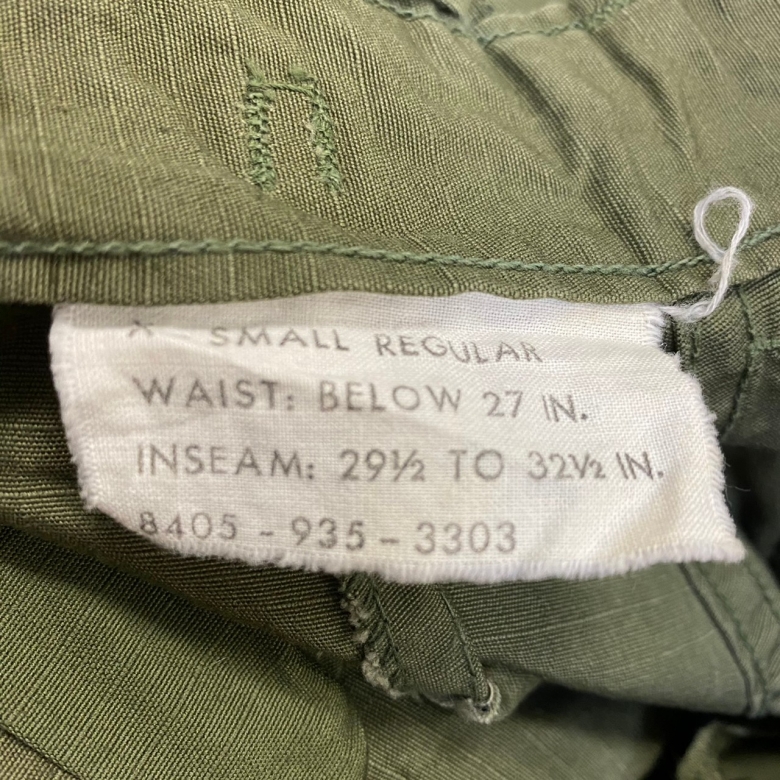 X - SMALL REGULAR
WAIST: BELOW 27 IN.
INSEAM: 29½ TO 32½ IN.
8405 - 935 - 3303